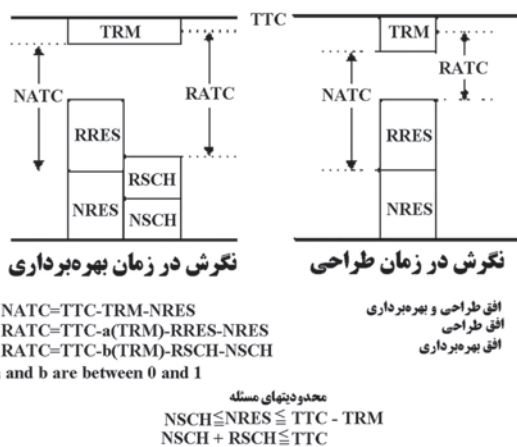 TTC
TRM
TRM
NATC
RATC
NATC
RATC
RRES
RRES
RSCH
NRES
NSCH
NRES
نگرش در زمان بهره‌برداری
نگرش در زمان طراحی
NATC=TTC-TRM-NRES
افق طراحی و بهره‌برداری
RATC=TTC-a(TRM)-RRES-NRES
افق طراحی
RATC=TTC-b(TRM)-RSCH-NSCH
افق بهره‌برداری
and b are between 0 and 1
محدودیتهای مسئله
NSCH≦NRES ≦ TTC - TRM
NSCH + RSCH≦TTC